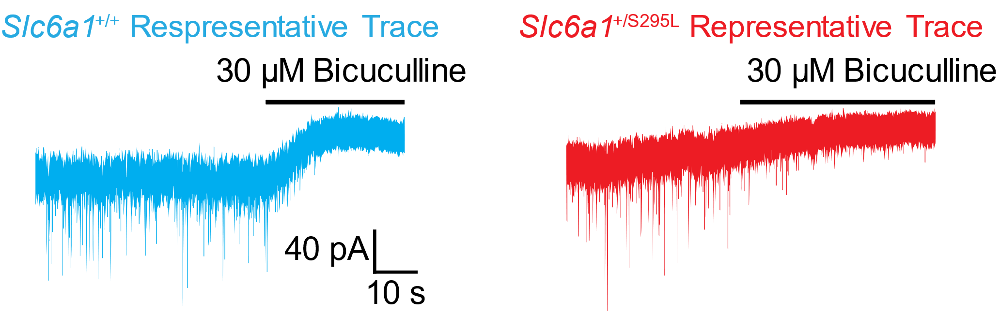 Slc6a1+/+ Respresentative Trace
30 µM Bicuculline
40 pA
10 s
Slc6a1+/S295L Representative Trace
30 µM Bicuculline